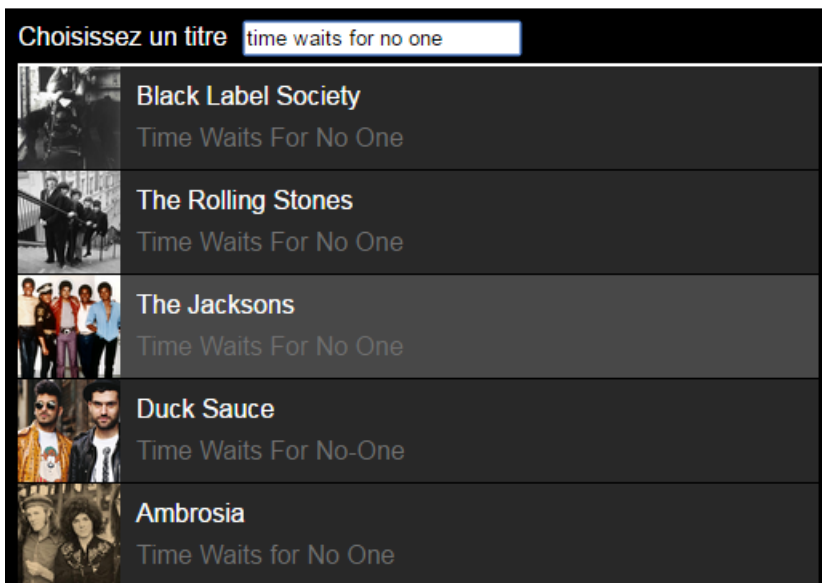 Choisissez un titre time waits for no one
Black Label Society
Time Waits For No One
The Rolling Stones
Time Waits For No One
The Jacksons
Time Waits For No One
Duck Sauce
Time Waits For No-One
Ambrosia
Time Waits for No One